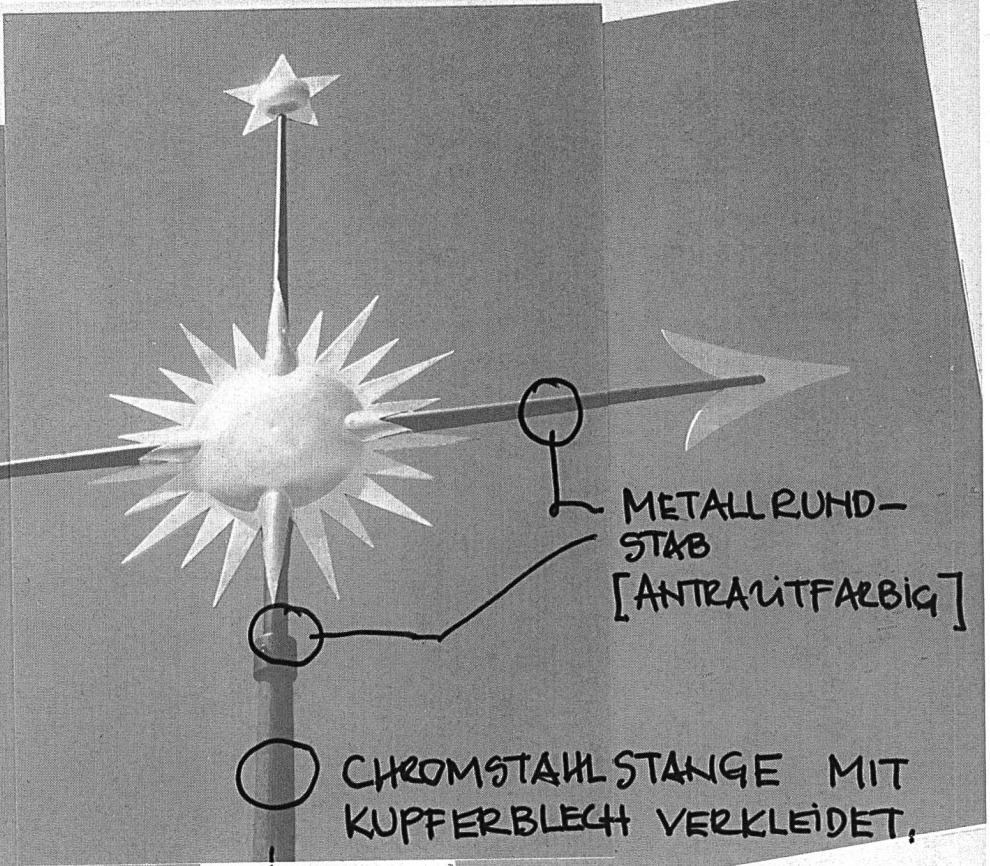 METALLRUND-
STAB
[ANTRAZITFARBIG]
CHROMSTAHLSTANGE MIT
KUPFERBLECH VERKLEIDET.